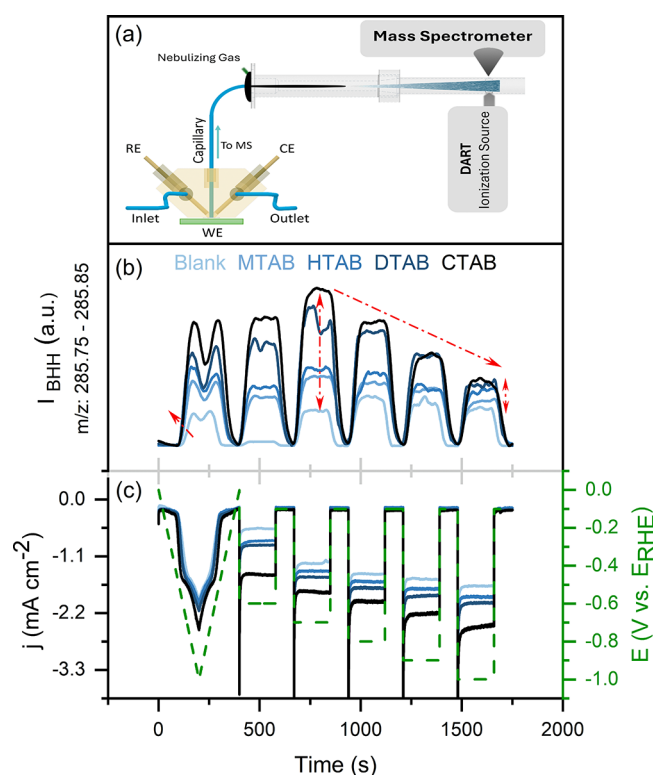 (a)
Mass Spectrometer
Nebulizing Gas
Capillary
To MS
DART
Ionization Source
RE
CE
Inlet
Outlet
WE
(b)
Blank MTAB HTAB DTAB CTAB
I BHH (a.u.)
m/z: 285.75 - 285.85
(c)
0.0
-1.1
-2.2
-3.3
j (mA cm-2)
0.0
-0.2
-0.4
-0.6
-0.8
-1.0
E (V vs. ERHE)
0 500 1000 1500 2000
Time (s)